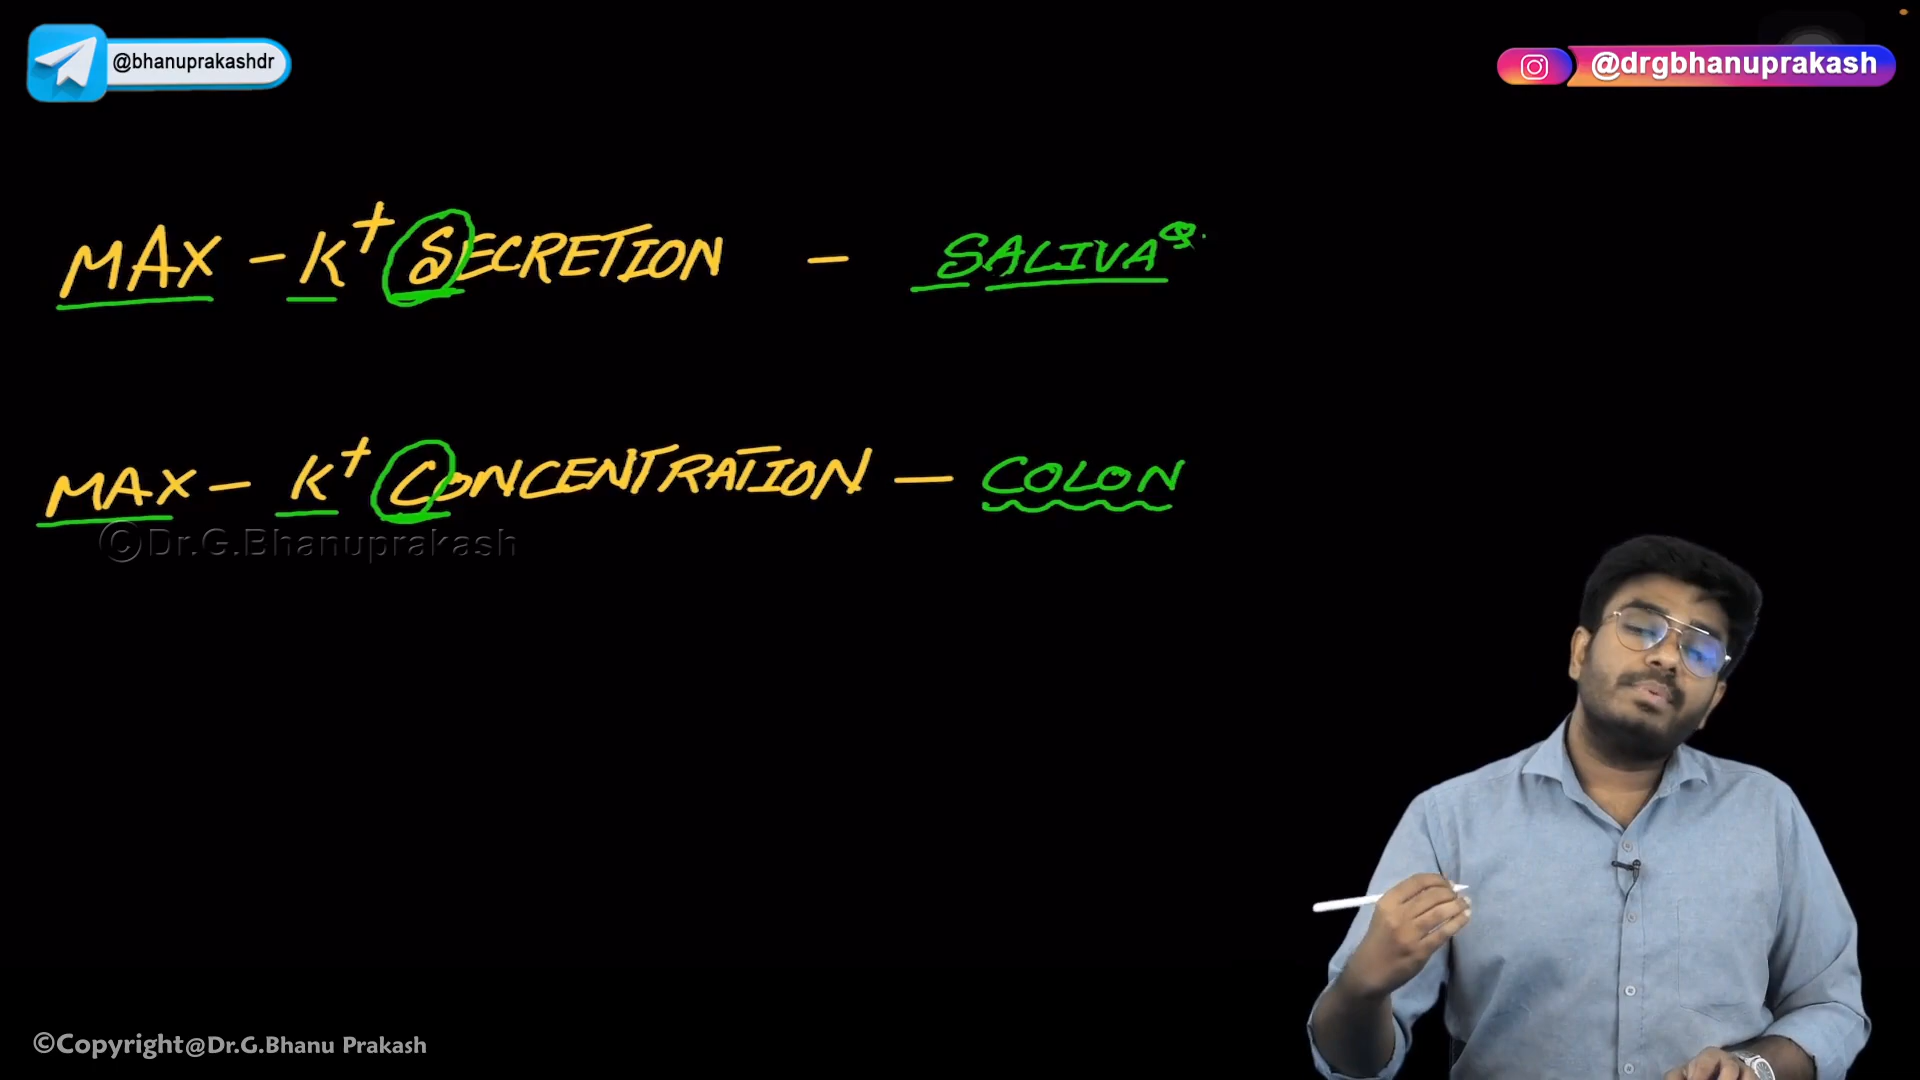 @bhanuprakashdr
@drgbhanuprakash
MAX - K+ SECRETION - SALIVA Q.
MAX - K+ CONCENTRATION - COLON
©Dr.G.Bhanuprakash
©Copyright@Dr.G.Bhanu Prakash